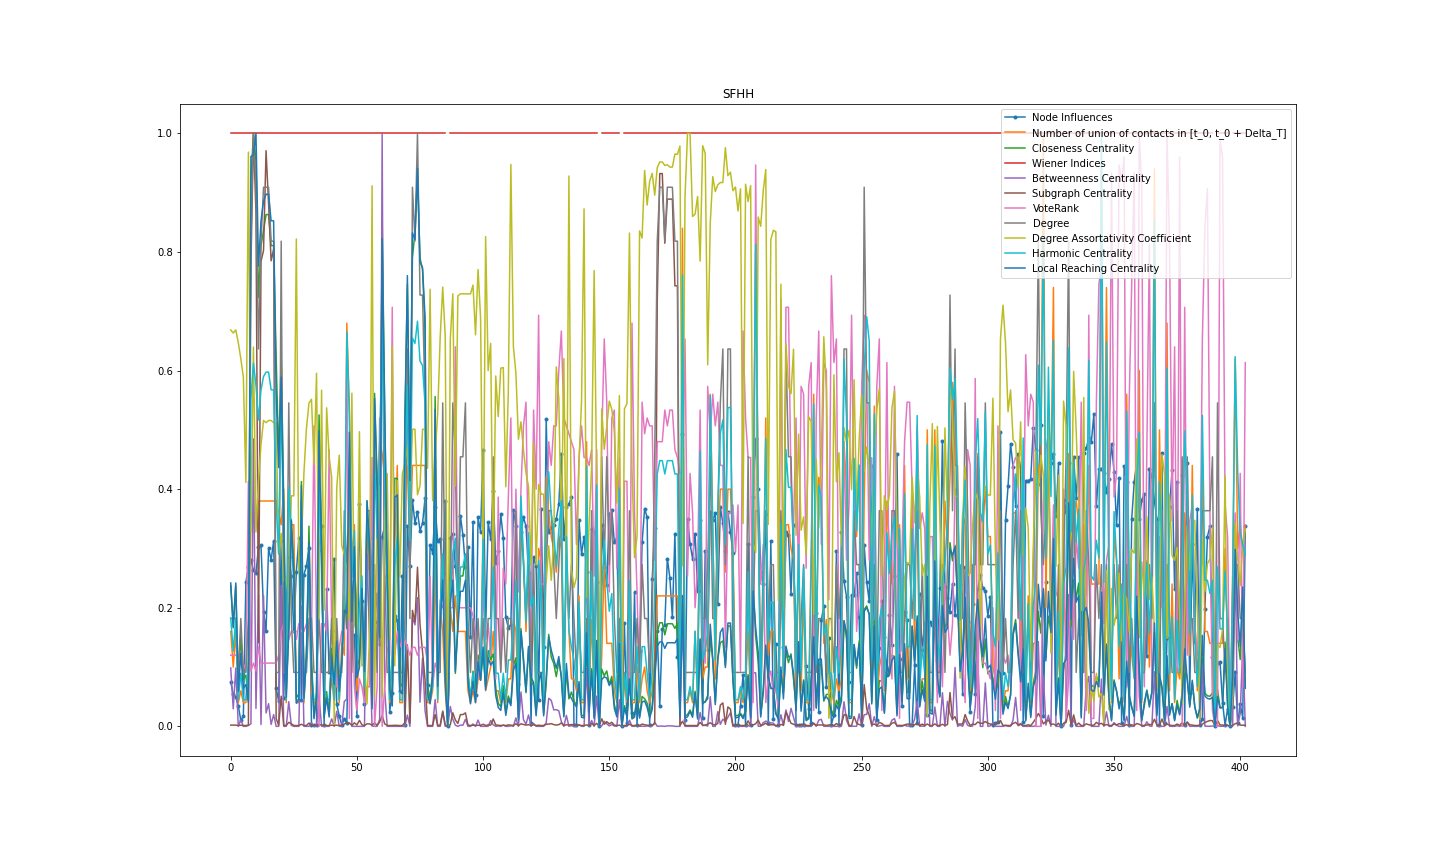 SFHH
1.0
0.8
0.6
0.4
0.2
0.0
0
50
100
150
200
250
300
350
400
Node Influences
Number of union of contacts in [t_0, t_0 + Delta_T]
Closeness Centrality
Wiener Indices
Betweenness Centrality
Subgraph Centrality
VoteRank
Degree
Degree Assortativity Coefficient
Harmonic Centrality
Local Reaching Centrality